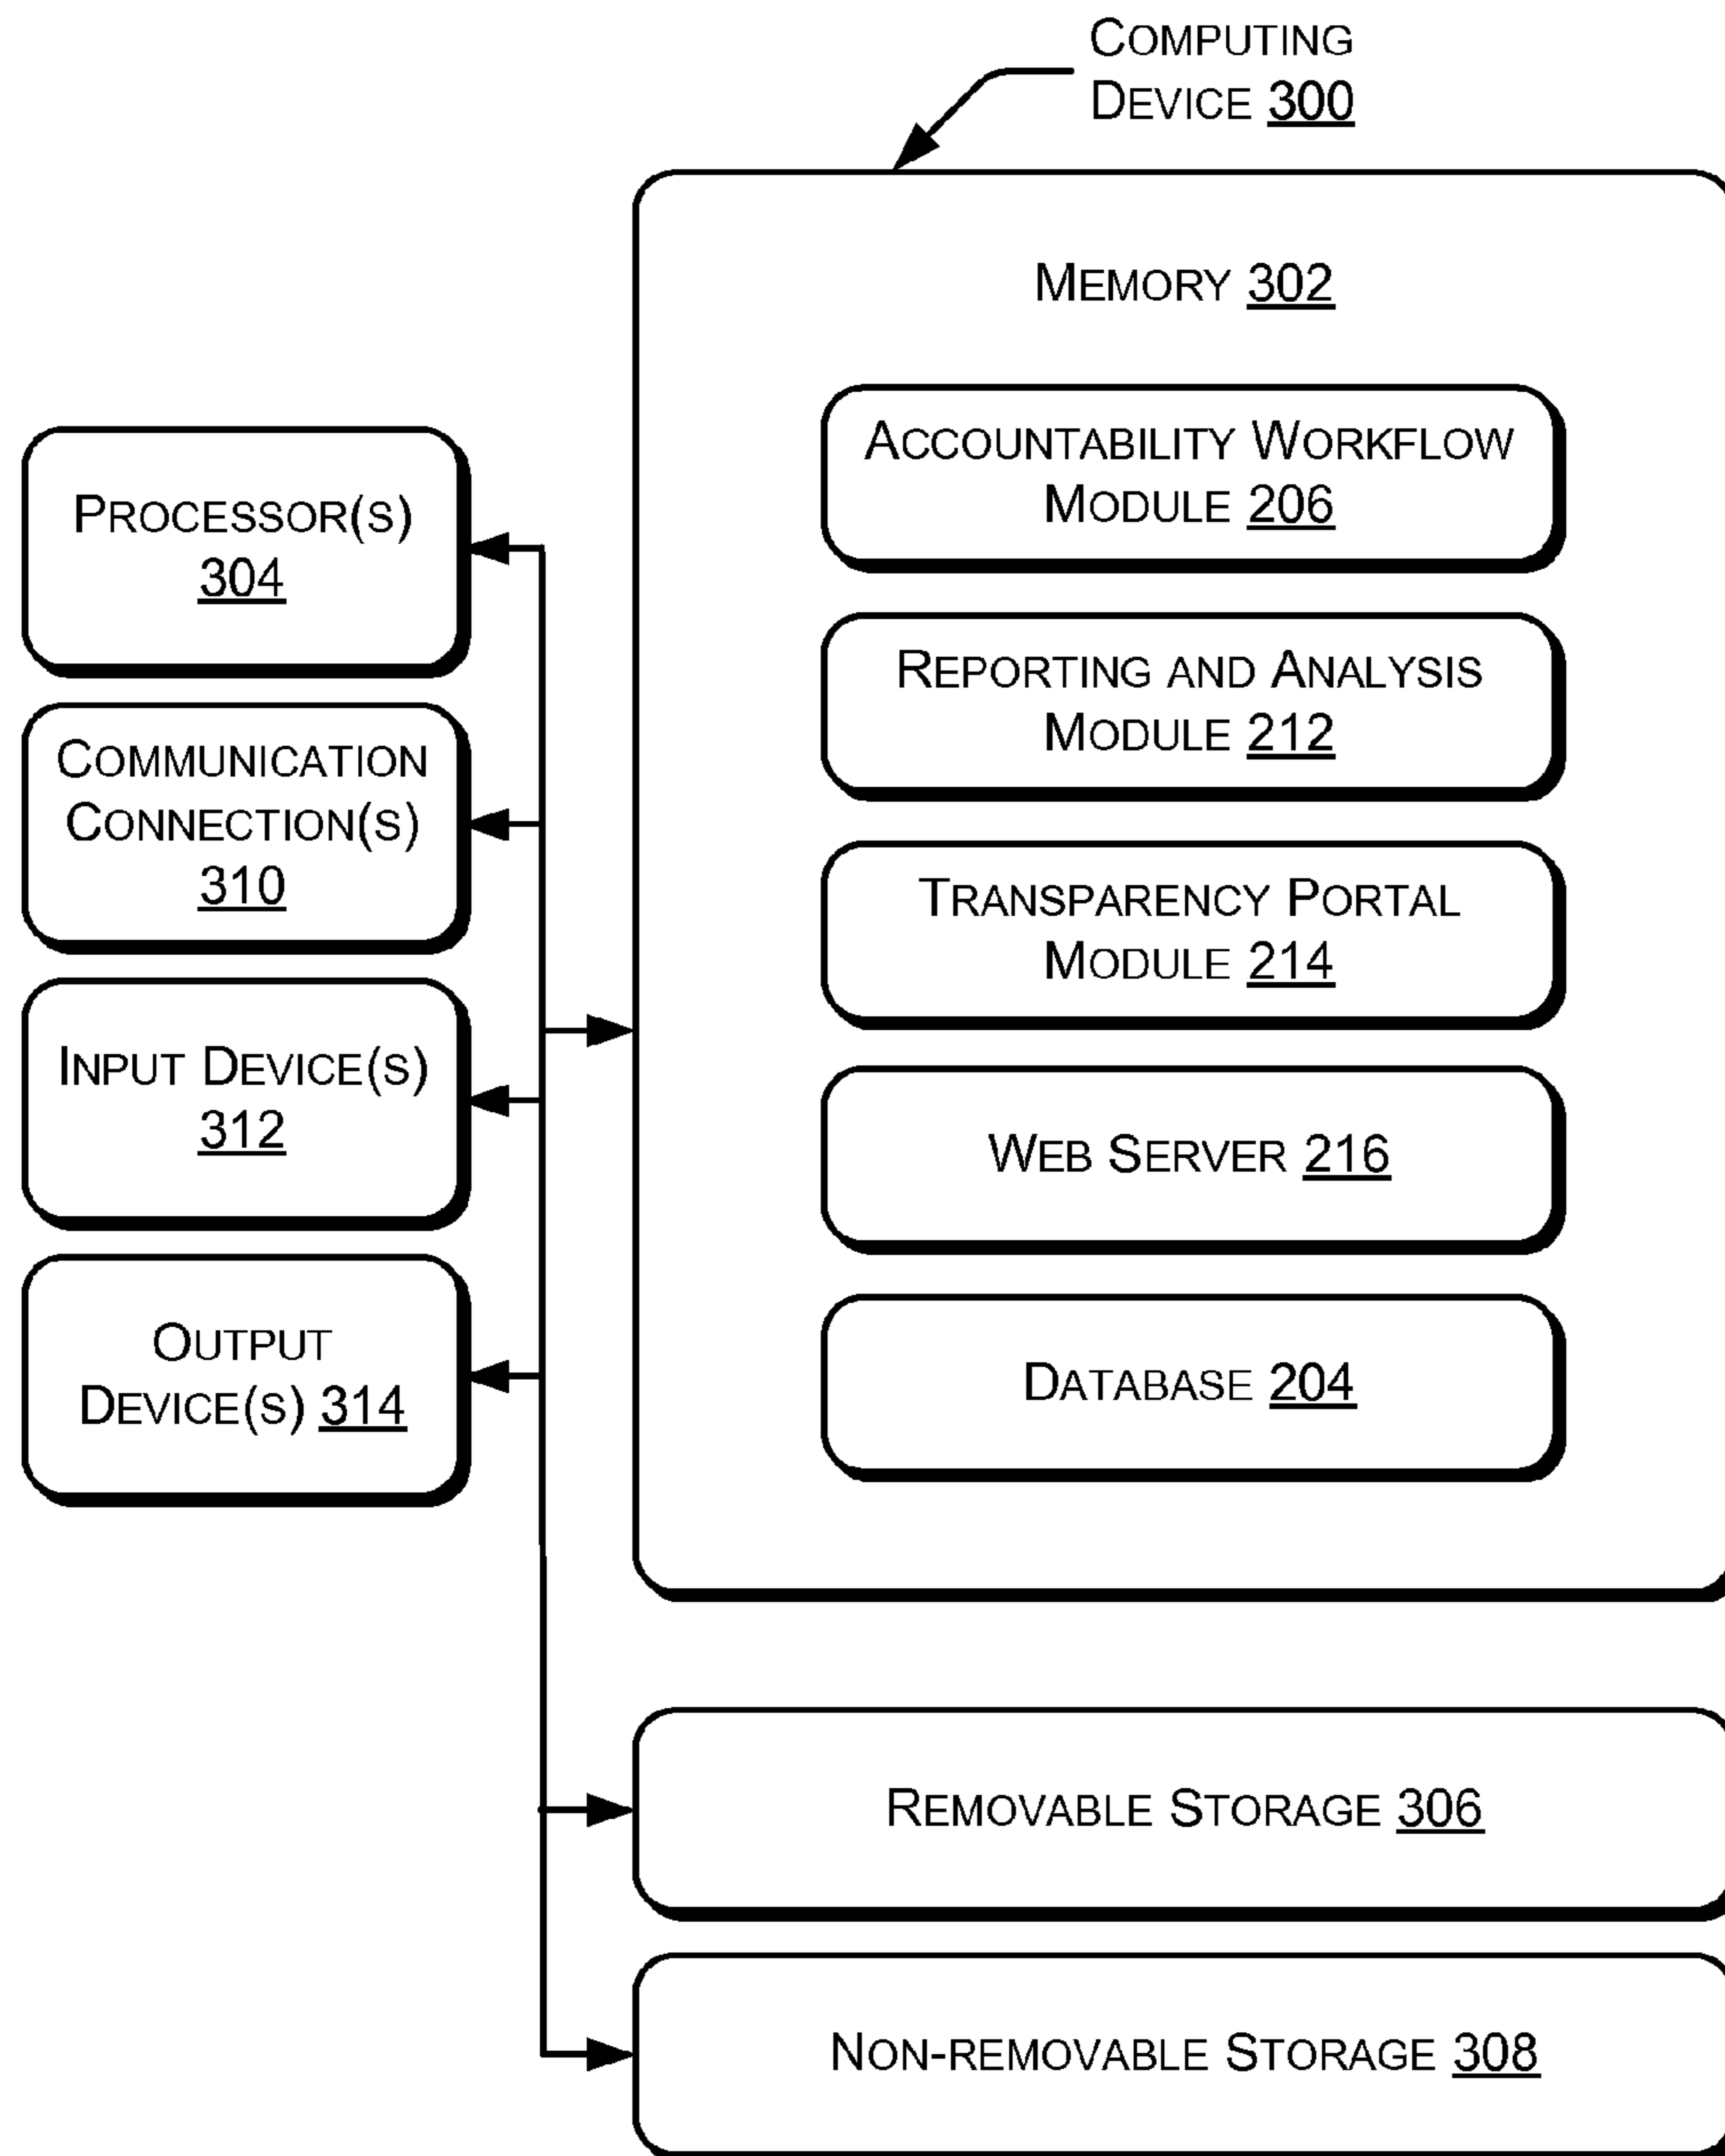 COMPUTING
DEVICE 300
MEMORY 302
ACCOUNTABILITY WORKFLOW
MODULE 206
REPORTING AND ANALYSIS
MODULE 212
TRANSPARENCY PORTAL
MODULE 214
WEB SERVER 216
DATABASE 204
PROCESSOR(S)
304
COMMUNICATION
CONNECTION(S)
310
INPUT DEVICE(S)
312
OUTPUT
DEVICE(S) 314
REMOVABLE STORAGE 306
NON-REMOVABLE STORAGE 308